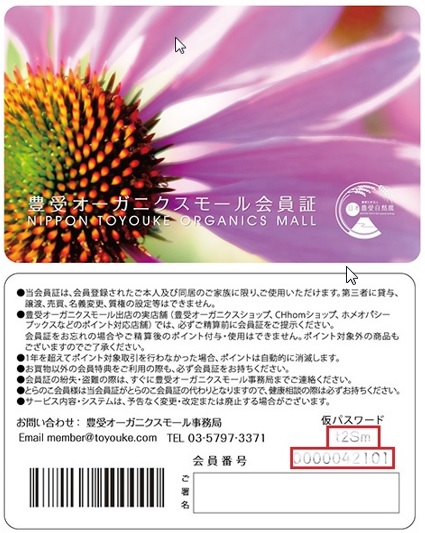 豊受オーガニクスモール会員証
NIPPON TOYOUKE ORGANICS MALL
豊受自然農
●当会員証は、会員登録されたご本人及び同居のご家族に限り、ご使用いただけます。第三者に貸与、
譲渡、売買、名義変更、質権の設定等はできません。
●豊受オーガニクスモール出店の実店舗（豊受オーガニクスショップ、CHhomショップ、ホメオパシー
ブックスなどのポイント対応店舗）では、必ずご精算前に会員証をご提示ください。
会員証をお忘れの場合やご精算後のポイント付与・使用はできません。ポイント対象外の商品も
ございますのでご了承ください。
●1年を超えてポイント対象取引を行わなかった場合、ポイントは自動的に消滅します。
●お買物以外の会員特典をご利用の際も、必ず会員証をお持ちください。
●会員証の紛失・盗難の際は、すぐに豊受オーガニクスモール事務局までご連絡ください。
●とらのこ会員様は当会員証がとらのこ会員証の代わりとなりますので、健康相談の際は必ずお持ちください。
●サービス内容・システムは、予告なく変更・改定または廃止する場合がございます。
お問い合わせ： 豊受オーガニクスモール事務局
仮パスワード
Email member@toyouke.com TEL 03-5797-3371
t2Sm
会員番号
0000042101
ご署名